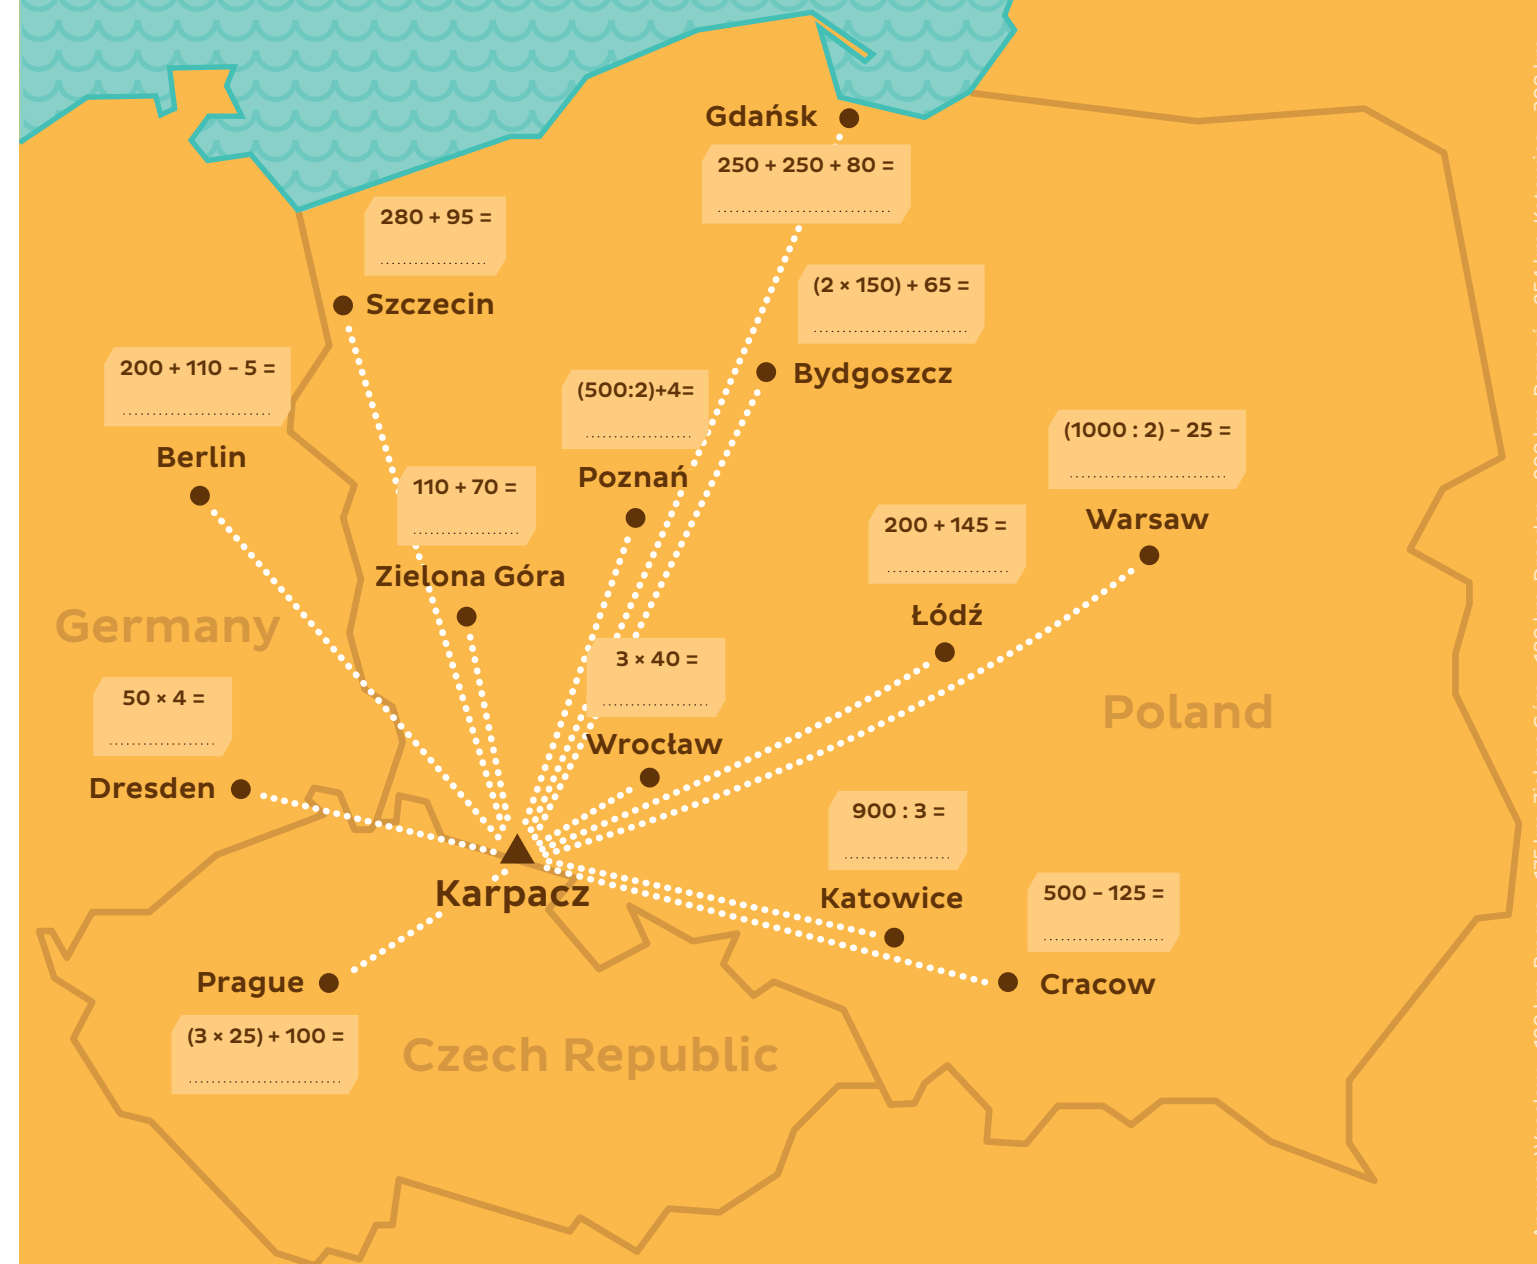 Gdańsk
250 + 250 + 80 =
280 + 95 =
Szczecin
(2 × 150) + 65 =
Bydgoszcz
200 + 110 - 5 =
Berlin
(500:2)+4=
Poznań
(1000 : 2) - 25 =
Warsaw
110 + 70 =
Zielona Góra
200 + 145 =
Łódź
Germany
3 × 40 =
Wrocław
50 × 4 =
Dresden
Poland
900 : 3 =
Katowice
Karpacz
500 - 125 =
Cracow
Prague
(3 × 25) + 100 =
Czech Republic